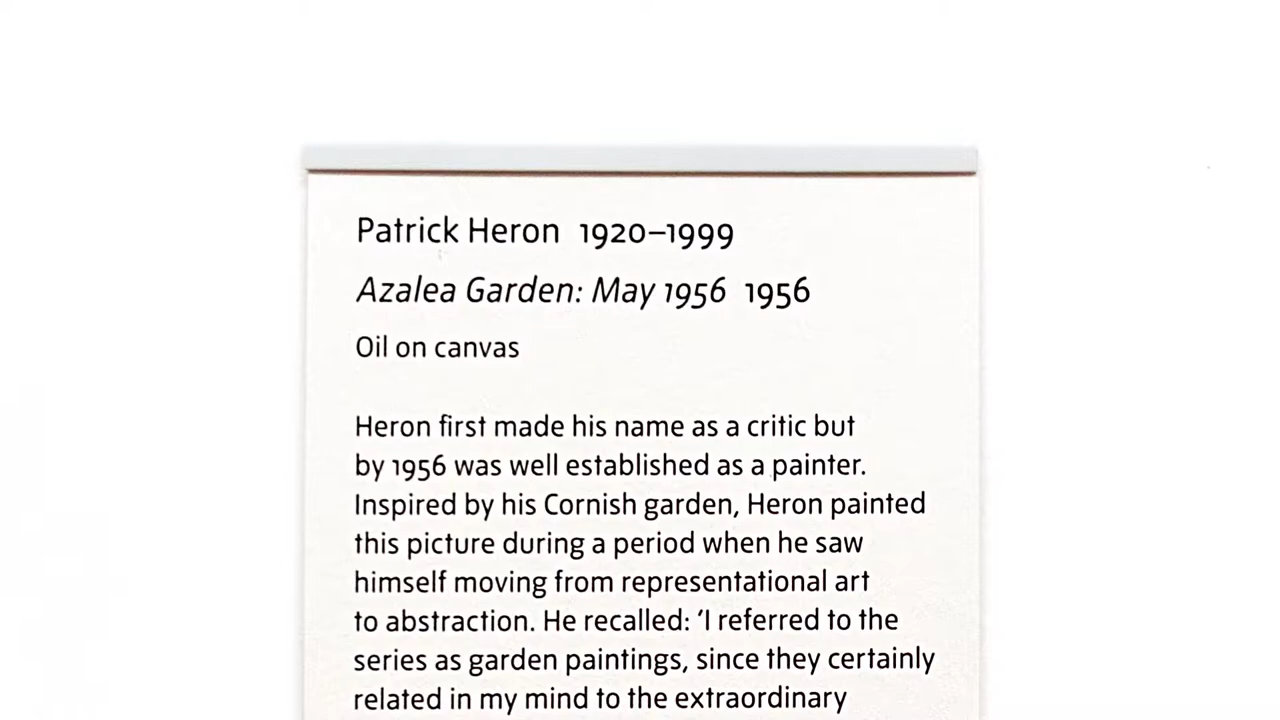 Patrick Heron 1920–1999
Azalea Garden: May 1956 1956
Oil on canvas
Heron first made his name as a critic but
by 1956 was well established as a painter.
Inspired by his Cornish garden, Heron painted
this picture during a period when he saw
himself moving from representational art
to abstraction. He recalled: ‘I referred to the
series as garden paintings, since they certainly
related in my mind to the extraordinary